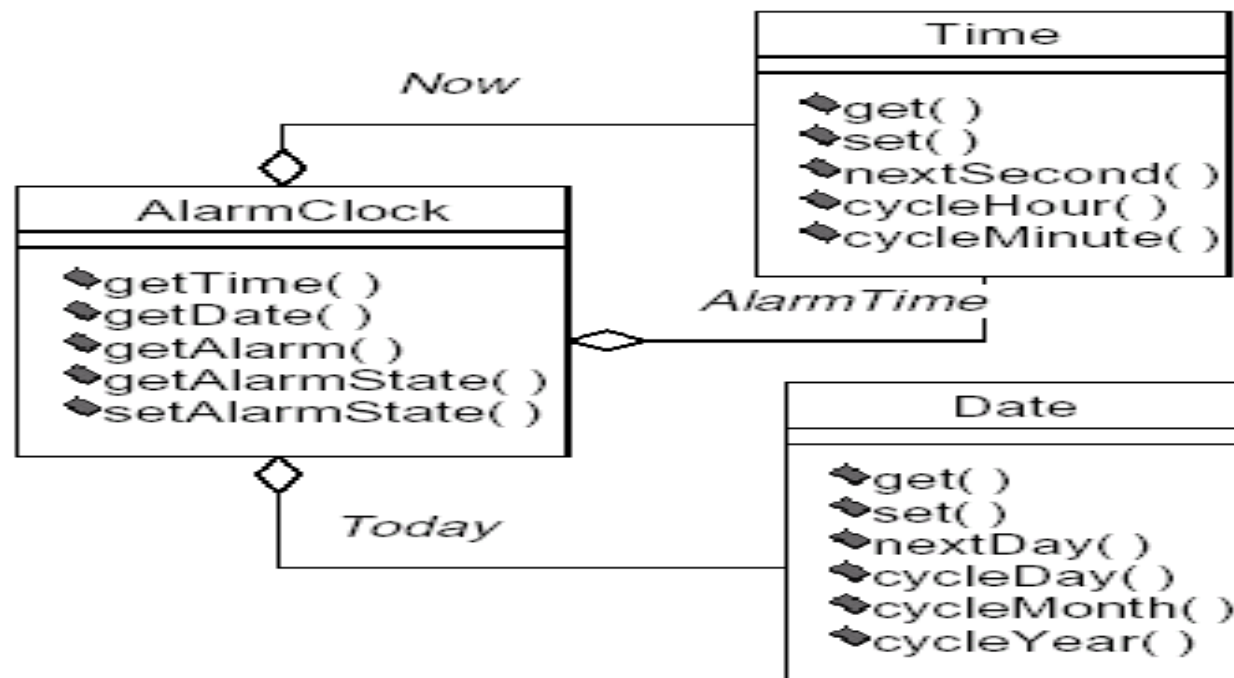 Now
AlarmClock
getTime( )
getDate( )
getAlarm( )
getAlarmState( )
setAlarmState( )
Time
get( )
set( )
nextSecond( )
cycleHour( )
cycleMinute( )
AlarmTime
Today
Date
get( )
set( )
nextDay( )
cycleDay( )
cycleMonth( )
cycleYear( )